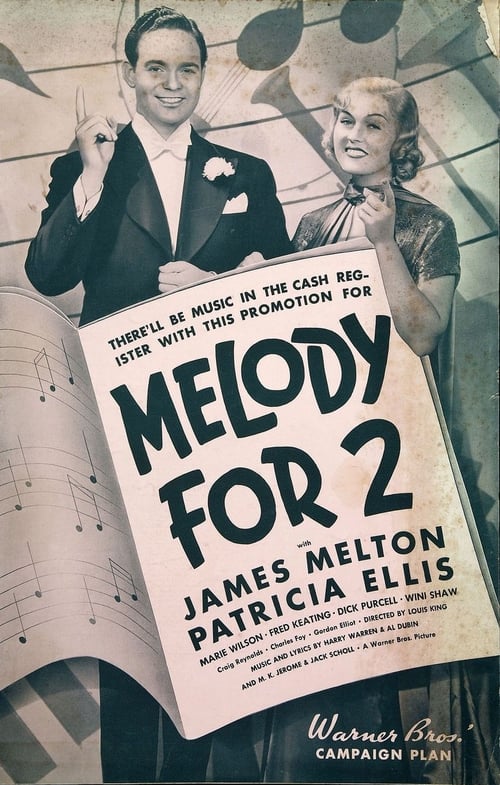 THERE'LL BE MUSIC IN THE CASH REG-
ISTER WITH THIS PROMOTION FOR
MELODY
FOR 2
with
JAMES MELTON
PATRICIA ELLIS
MARIE WILSON · FRED KEATING · DICK PURCELL · WINI SHAW
Craig Reynolds · Charles Foy · Gordon Elliot · DIRECTED BY LOUIS KING
MUSIC AND LYRICS BY HARRY WARREN & AL DUBIN
AND M. K. JEROME & JACK SCHOLL · A Warner Bros. Picture
Warner Bros.'
CAMPAIGN PLAN